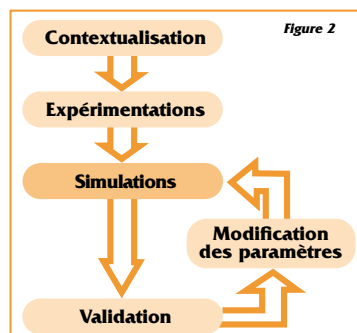 Figure 2
Contextualisation
Expérimentations
Simulations
Modification
des paramètres
Validation